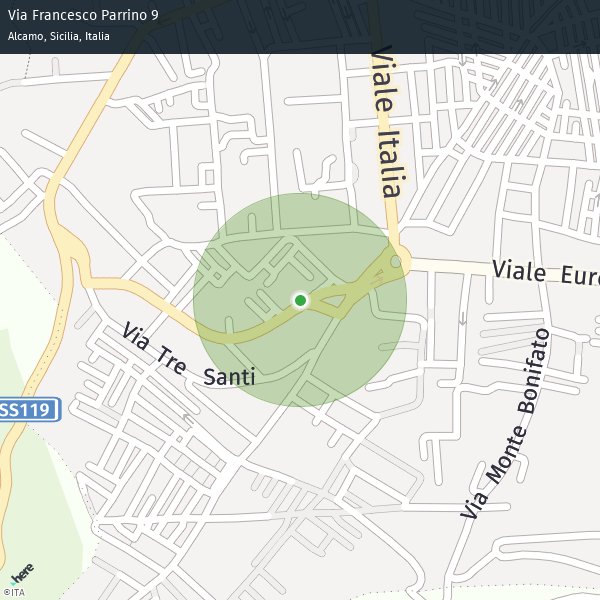 Via Francesco Parrino 9
Alcamo, Sicilia, Italia
Viale Italia
Viale Euro
Via Tre Santi
SS119
Via Monte Bonifato
here
©ITA